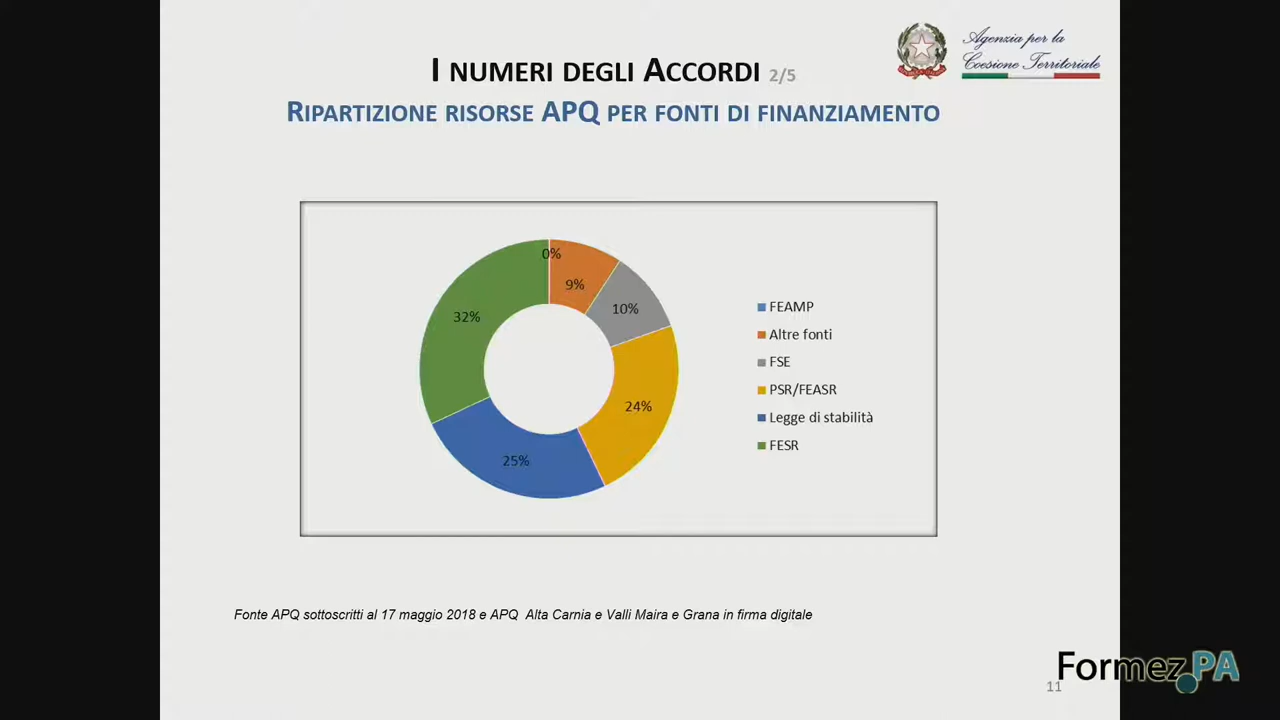 Agenzia per la
Coesione Territoriale
I NUMERI DEGLI ACCORDI 2/5
RIPARTIZIONE RISORSE APQ PER FONTI DI FINANZIAMENTO
0%
9%
10%
32%
24%
25%
FEAMP
Altre fonti
FSE
PSR/FEASR
Legge di stabilità
FESR
Fonte APQ sottoscritti al 17 maggio 2018 e APQ Alta Carnia e Valli Maira e Grana in firma digitale
Formez PA
11